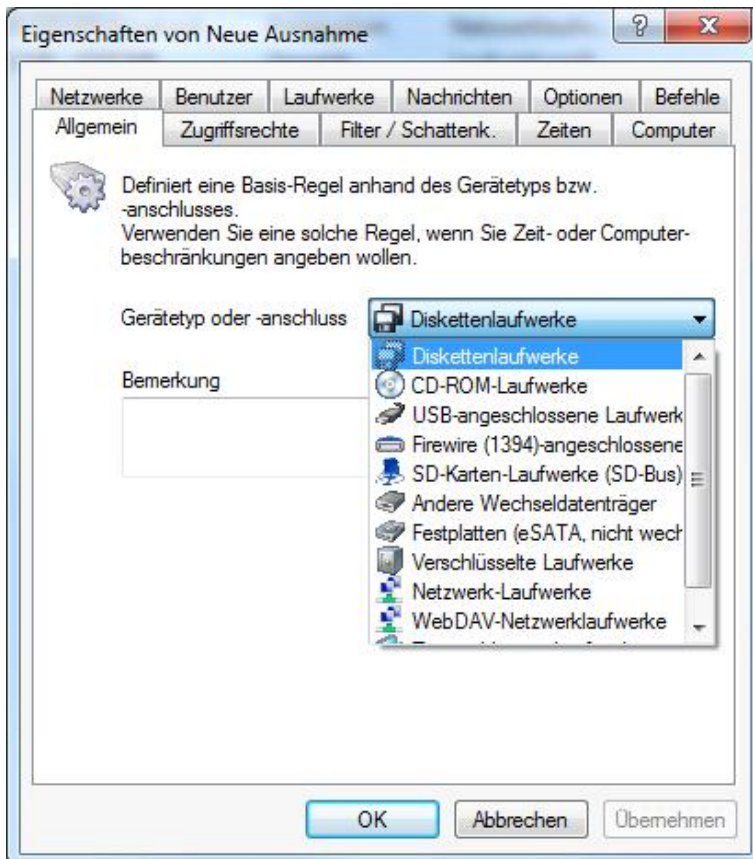 Eigenschaften von Neue Ausnahme
Netzwerke Benutzer Laufwerke Nachrichten Optionen Befehle
Allgemein Zugriffsrechte Filter / Schattenk. Zeiten Computer
Definiert eine Basis-Regel anhand des Gerätetyps bzw.
-anschlusses.
Verwenden Sie eine solche Regel, wenn Sie Zeit- oder Computer-
beschränkungen angeben wollen.
Gerätetyp oder -anschluss Diskettenlaufwerke
Diskettenlaufwerke
Bemerkung
CD-ROM-Laufwerke
USB-angeschlossene Laufwerk
Firewire (1394)-angeschlossene
SD-Karten-Laufwerke (SD-Bus)
Andere Wechseldatenträger
Festplatten (eSATA, nicht wech
Verschlüsselte Laufwerke
Netzwerk-Laufwerke
WebDAV-Netzwerklaufwerke
OK Abbrechen Übernehmen